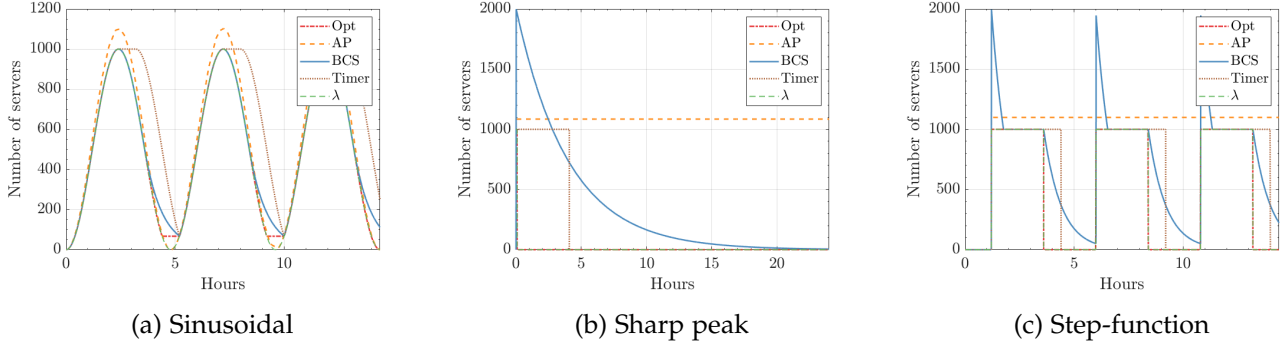 1200
1000
800
600
400
200
0
0
5
10
Number of servers
Hours
Opt
AP
BCS
Timer
λ
(a) Sinusoidal
2000
1500
1000
500
0
0
5
10
15
20
Number of servers
Hours
Opt
AP
BCS
Timer
λ
(b) Sharp peak
2000
1500
1000
500
0
0
5
10
Number of servers
Hours
Opt
AP
BCS
Timer
λ
(c) Step-function